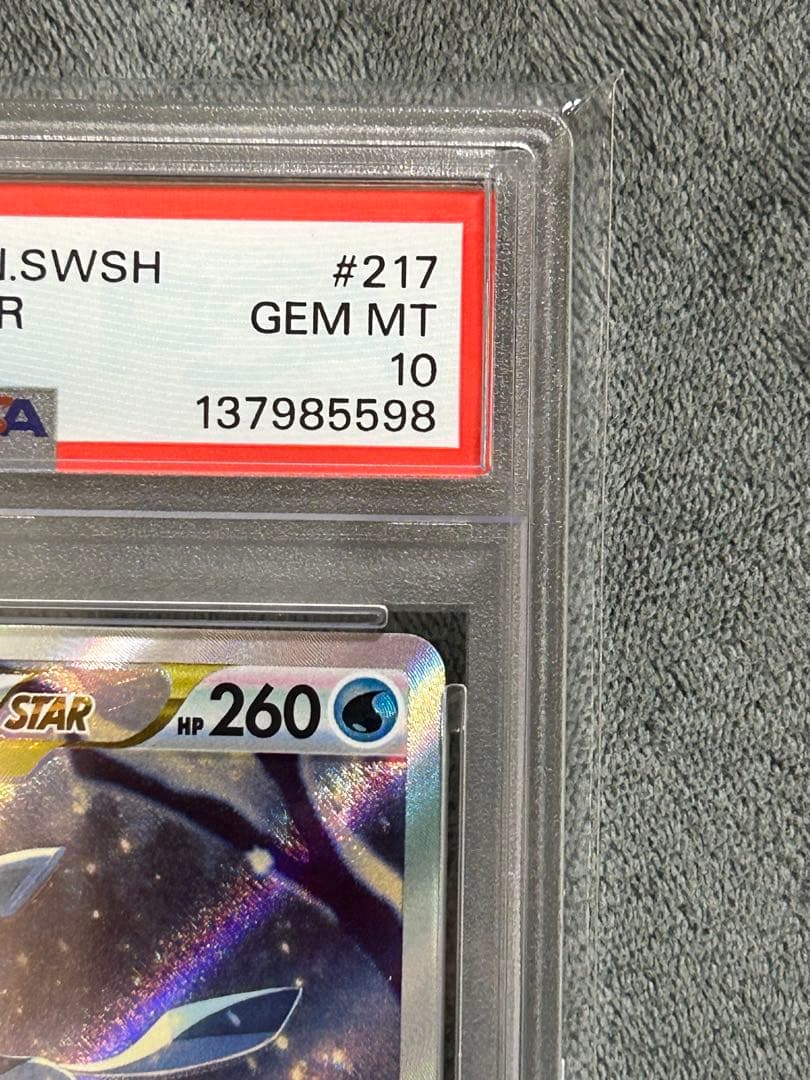 N.SWSH #217
R GEM MT
10
SA 137985598
STAR HP 260